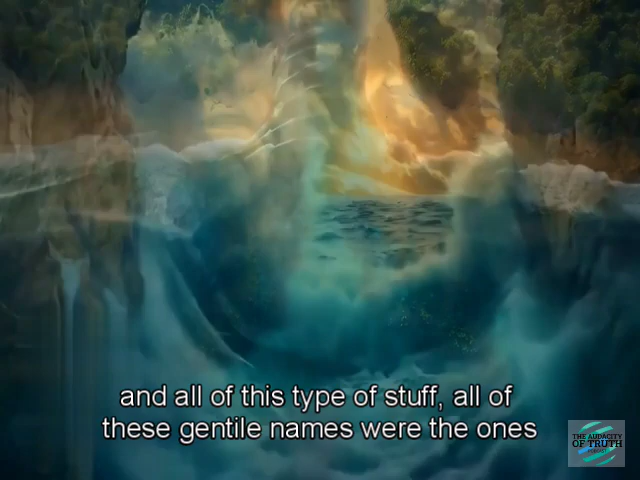 and all of this type of stuff, all of
these gentile names were the ones
THE AUDACITY
OF TRUTH
PODCAST